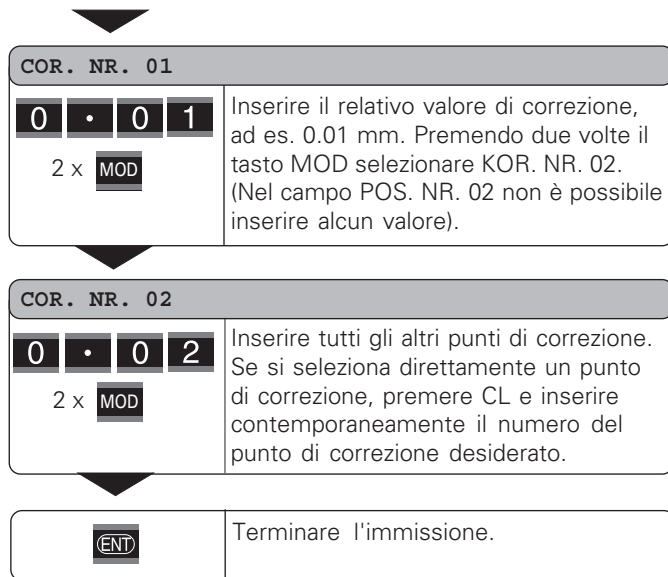 COR. NR. 01
0 • 0 1
2 x MOD
Inserire il relativo valore di correzione,
ad es. 0.01 mm. Premendo due volte il
tasto MOD selezionare KOR. NR. 02.
(Nel campo POS. NR. 02 non è possibile
inserire alcun valore).
COR. NR. 02
0 • 0 2
2 x MOD
Inserire tutti gli altri punti di correzione.
Se si seleziona direttamente un punto
di correzione, premere CL e inserire
contemporaneamente il numero del
punto di correzione desiderato.
ENT
Terminare l'immissione.